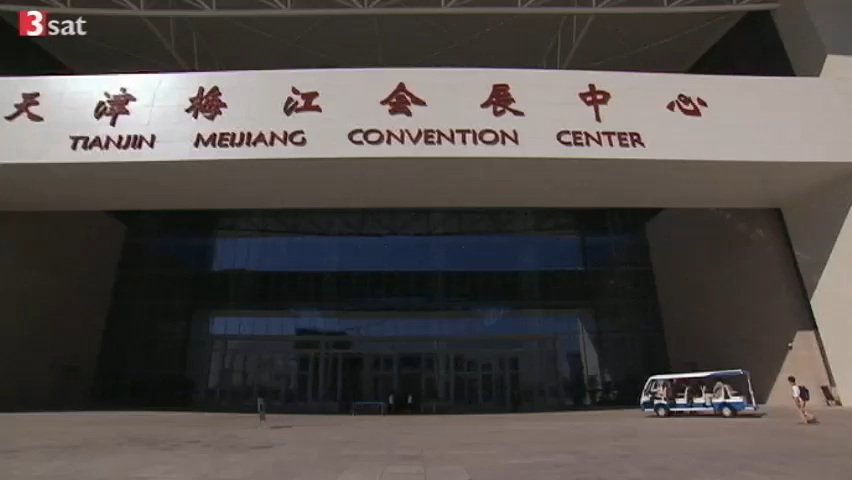 3sat
天津梅江会展中心
TIANJIN MEIJIANG CONVENTION CENTER